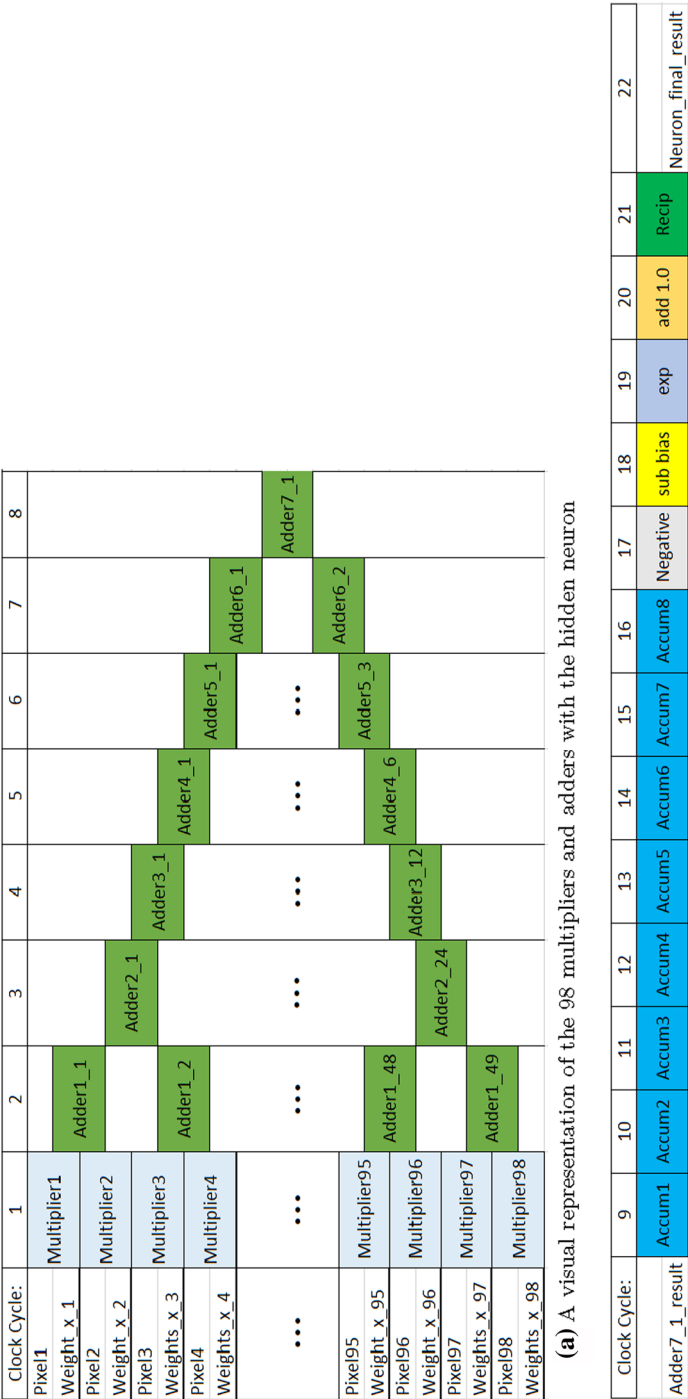 Clock Cycle: 1 2 3 4 5 6 7 8
Pixel1
Weight_x_1
Multiplier1
Adder1_1
Pixel2
Weight_x_2
Multiplier2
Adder2_1
Pixel3
Weights_x_3
Multiplier3
Adder1_2
Adder3_1
Adder4_1
Pixel4
Weights_x_4
Multiplier4
Adder5_1
Adder6_1
Adder7_1
... ... ... ... ... ... ...
Adder6_2
Pixel95
Weight_x_95
Multiplier95
Adder1_48
Adder4_6
Adder5_3
Pixel96
Weight_x_96
Multiplier96
Adder3_12
Adder2_24
Pixel97
Weight_x_97
Multiplier97
Adder1_49
Pixel98
Weights_x_98
Multiplier98
(a) A visual representation of the 98 multipliers and adders with the hidden neuron
Clock Cycle: 9 10 11 12 13 14 15 16 17 18 19 20 21 22
Adder7_1_result Accum1 Accum2 Accum3 Accum4 Accum5 Accum6 Accum7 Accum8 Negative sub bias exp add 1.0 Recip Neuron_final_result